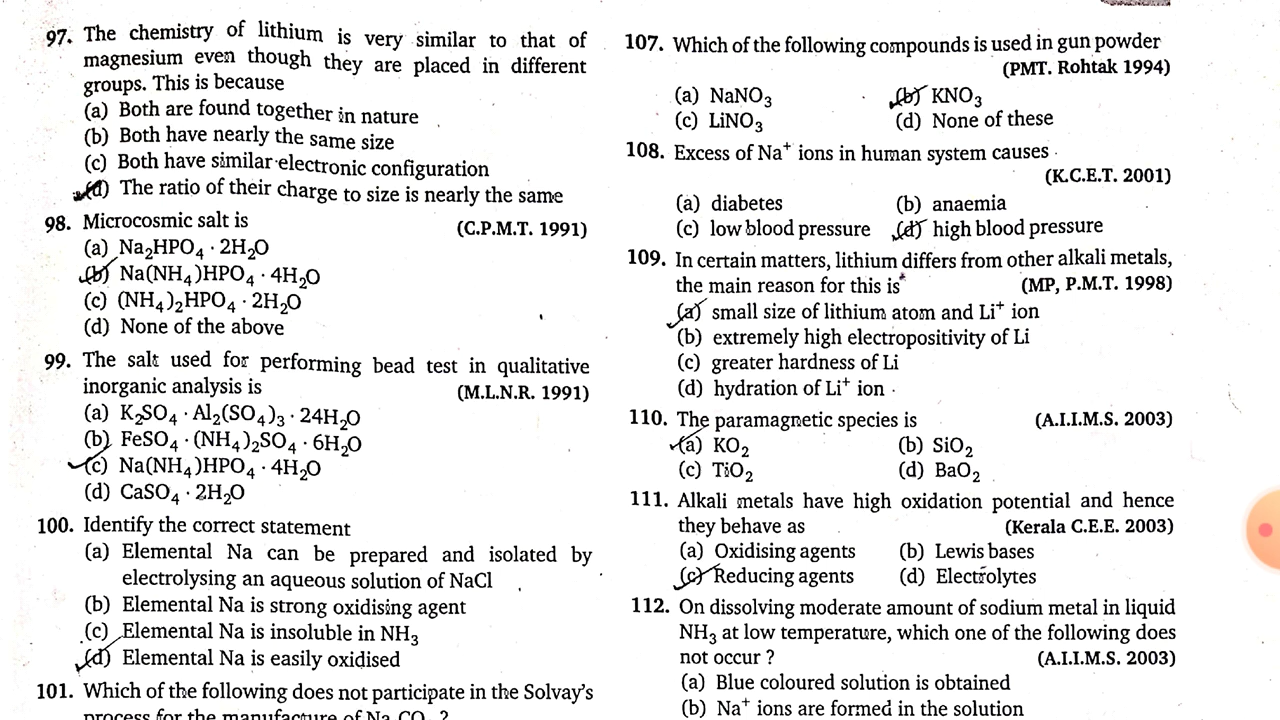 97. The chemistry of lithium is very similar to that of
magnesium even though they are placed in different
groups. This is because
(a) Both are found together in nature
(b) Both have nearly the same size
(c) Both have similar electronic configuration
(d) The ratio of their charge to size is nearly the same
98. Microcosmic salt is (C.P.M.T. 1991)
(a) Na₂HPO₄ · 2H₂O
(b) Na(NH₄)HPO₄ · 4H₂O
(c) (NH₄)₂HPO₄ · 2H₂O
(d) None of the above
99. The salt used for performing bead test in qualitative
inorganic analysis is (M.L.N.R. 1991)
(a) K₂SO₄ · Al₂(SO₄)₃ · 24H₂O
(b) FeSO₄ · (NH₄)₂SO₄ · 6H₂O
(c) Na(NH₄)HPO₄ · 4H₂O
(d) CaSO₄ · 2H₂O
100. Identify the correct statement
(a) Elemental Na can be prepared and isolated by
electrolysing an aqueous solution of NaCl
(b) Elemental Na is strong oxidising agent
(c) Elemental Na is insoluble in NH₃
(d) Elemental Na is easily oxidised
101. Which of the following does not participate in the Solvay's
process for the manufacture of Na₂CO₃ ?
107. Which of the following compounds is used in gun powder
(PMT. Rohtak 1994)
(a) NaNO₃ (b) KNO₃
(c) LiNO₃ (d) None of these
108. Excess of Na⁺ ions in human system causes
(K.C.E.T. 2001)
(a) diabetes (b) anaemia
(c) low blood pressure (d) high blood pressure
109. In certain matters, lithium differs from other alkali metals,
the main reason for this is (MP, P.M.T. 1998)
(a) small size of lithium atom and Li⁺ ion
(b) extremely high electropositivity of Li
(c) greater hardness of Li
(d) hydration of Li⁺ ion
110. The paramagnetic species is (A.I.I.M.S. 2003)
(a) KO₂ (b) SiO₂
(c) TiO₂ (d) BaO₂
111. Alkali metals have high oxidation potential and hence
they behave as (Kerala C.E.E. 2003)
(a) Oxidising agents (b) Lewis bases
(c) Reducing agents (d) Electrolytes
112. On dissolving moderate amount of sodium metal in liquid
NH₃ at low temperature, which one of the following does
not occur ? (A.I.I.M.S. 2003)
(a) Blue coloured solution is obtained
(b) Na⁺ ions are formed in the solution